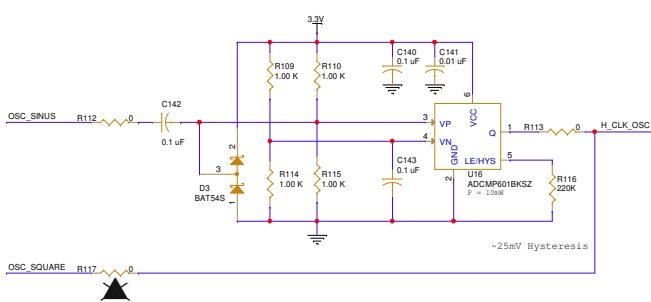 3.3V
R109
1.00 K
R110
1.00 K
C140
0.1 uF
C141
0.01 uF
6
OSC_SINUS
R112
0
C142
0.1 uF
3
VP
VCC
Q
1
R113
0
H_CLK_OSC
4
VN
GND
LE/HYS
5
2
3
1
D3
BAT54S
R114
1.00 K
R115
1.00 K
C143
0.1 uF
2
U16
ADCMP601BKSZ
P = 10mW
R116
220K
~25mV Hysteresis
OSC_SQUARE
R117
0